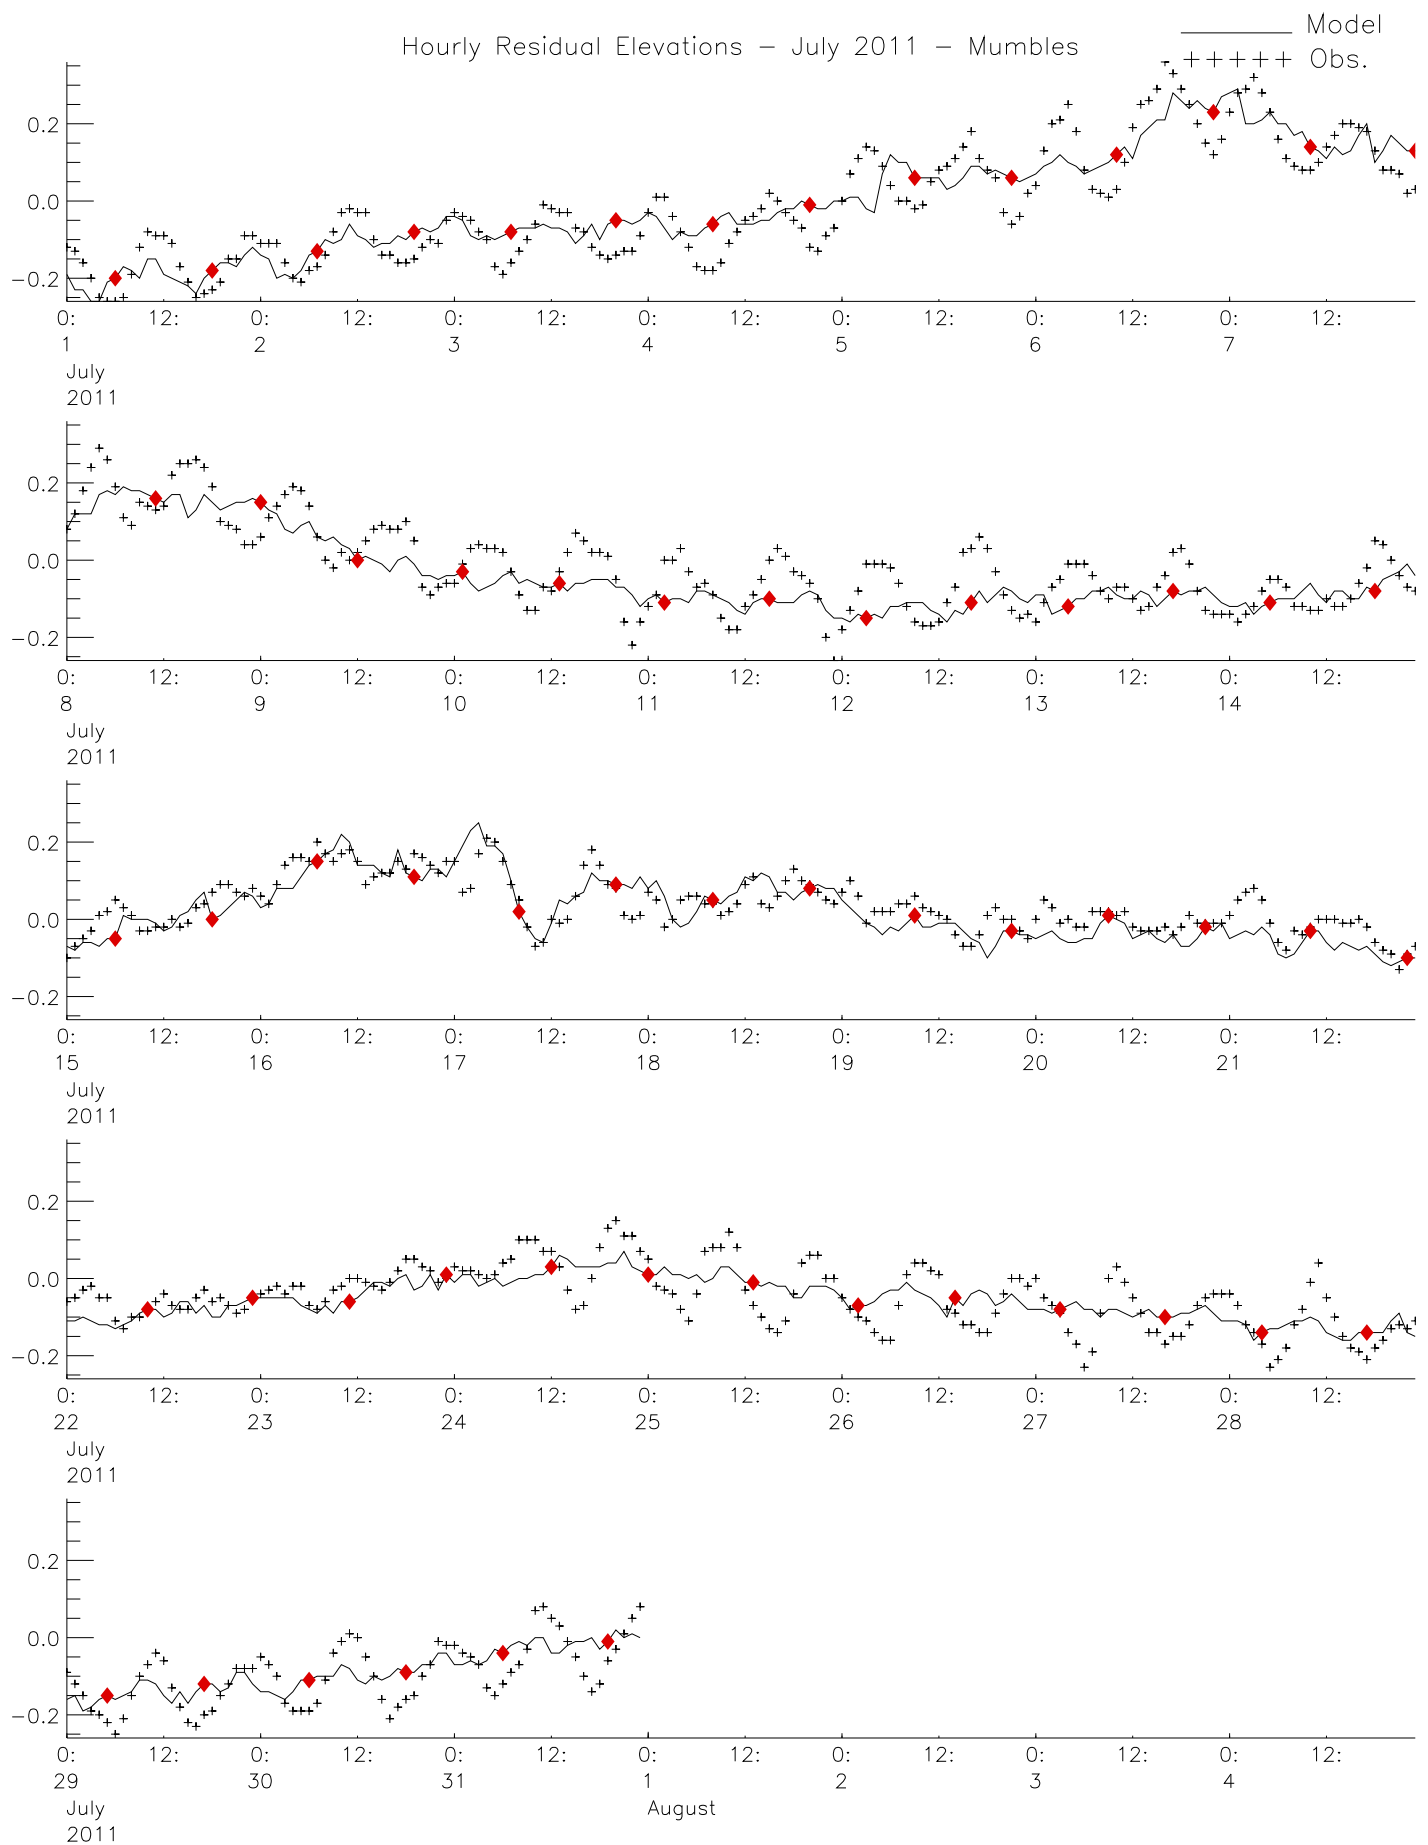 Hourly Residual Elevations – July 2011 – Mumbles
Model
+ + + + + Obs.
0.2
0.0
−0.2
0: 12: 0: 12: 0: 12: 0: 12: 0: 12: 0: 12: 0: 12:
1 2 3 4 5 6 7
July
2011
0.2
0.0
−0.2
0: 12: 0: 12: 0: 12: 0: 12: 0: 12: 0: 12: 0: 12:
8 9 10 11 12 13 14
July
2011
0.2
0.0
−0.2
0: 12: 0: 12: 0: 12: 0: 12: 0: 12: 0: 12: 0: 12:
15 16 17 18 19 20 21
July
2011
0.2
0.0
−0.2
0: 12: 0: 12: 0: 12: 0: 12: 0: 12: 0: 12: 0: 12:
22 23 24 25 26 27 28
July
2011
0.2
0.0
−0.2
0: 12: 0: 12: 0: 12: 0: 12: 0: 12: 0: 12: 0: 12:
29 30 31 1 2 3 4
July August
2011